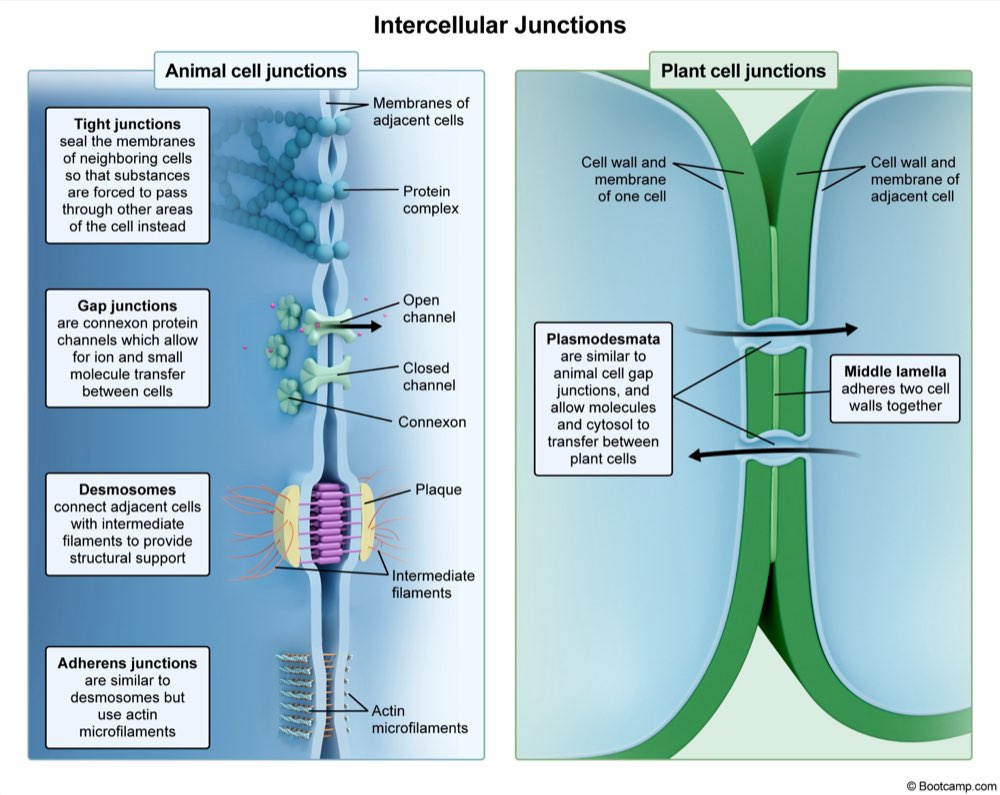 Intercellular Junctions
Animal cell junctions
Tight junctions
seal the membranes
of neighboring cells
so that substances
are forced to pass
through other areas
of the cell instead
Membranes of
adjacent cells
Protein
complex
Gap junctions
are connexon protein
channels which allow
for ion and small
molecule transfer
between cells
Open
channel
Closed
channel
Connexon
Desmosomes
connect adjacent cells
with intermediate
filaments to provide
structural support
Plaque
Intermediate
filaments
Adherens junctions
are similar to
desmosomes but
use actin
microfilaments
Actin
microfilaments
Plant cell junctions
Cell wall and
membrane
of one cell
Cell wall and
membrane of
adjacent cell
Plasmodesmata
are similar to
animal cell gap
junctions, and
allow molecules
and cytosol to
transfer between
plant cells
Middle lamella
adheres two cell
walls together
© Bootcamp.com